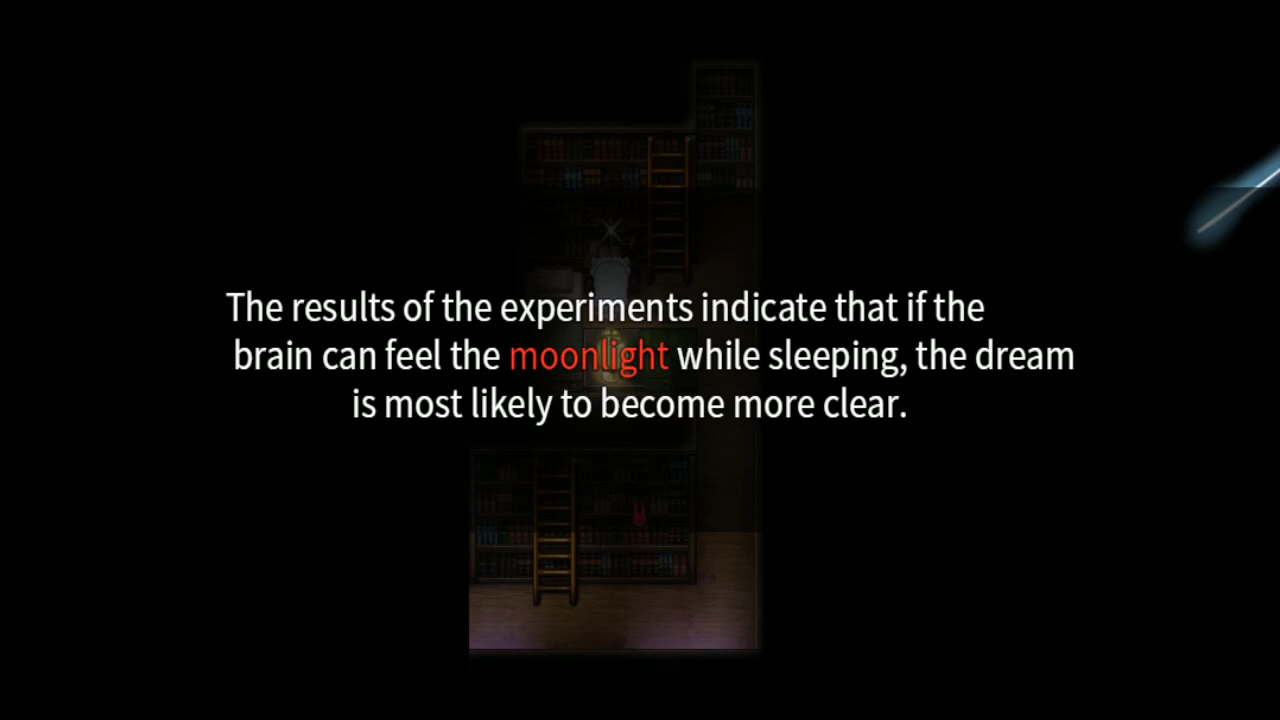 The results of the experiments indicate that if the
brain can feel the moonlight while sleeping, the dream
is most likely to become more clear.